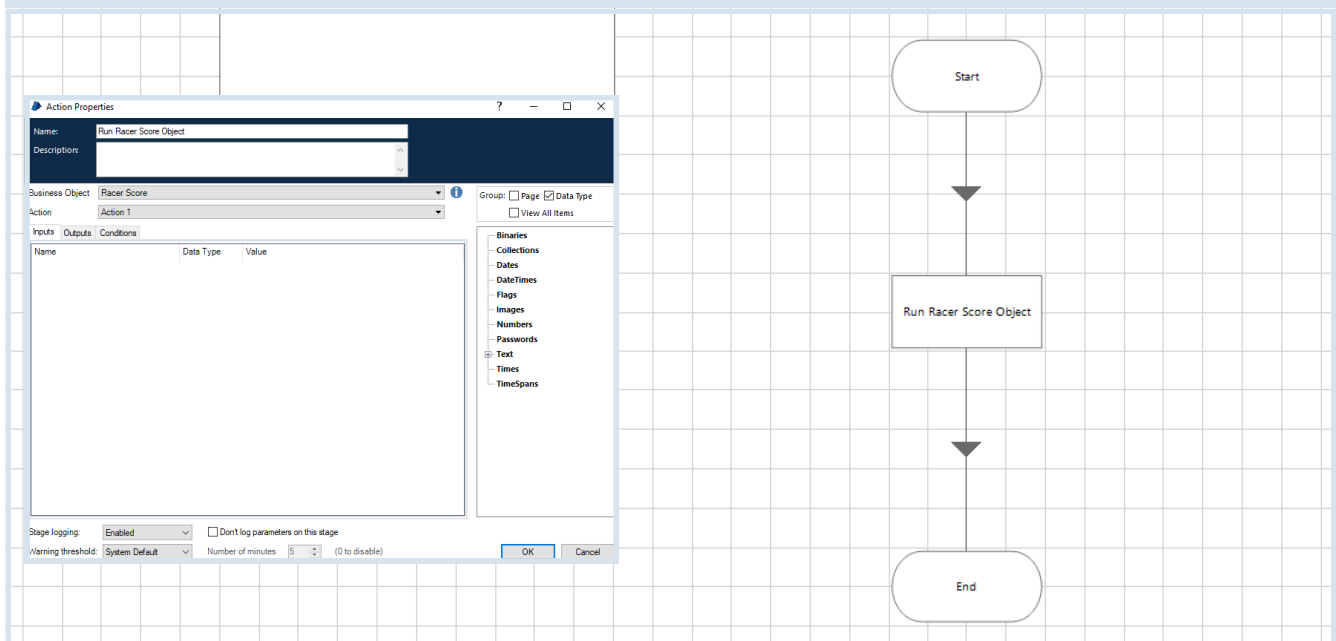 Action Properties
?
Name: Run Racer Score Object
Description:
Business Object Racer Score
Action Action 1
Group: Page Data Type
View All Items
Inputs Outputs Conditions
Name Data Type Value
Binaries
Collections
Dates
DateTimes
Flags
Images
Numbers
Passwords
Text
Times
TimeSpans
Stage logging: Enabled Don't log parameters on this stage
Warning threshold: System Default Number of minutes 5 (0 to disable)
OK Cancel
Start
Run Racer Score Object
End